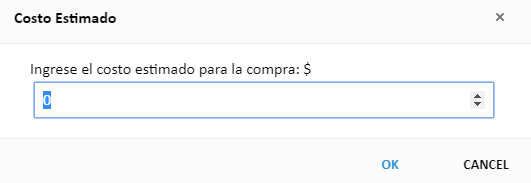 Costo Estimado ×
Ingrese el costo estimado para la compra: $
0
OK CANCEL